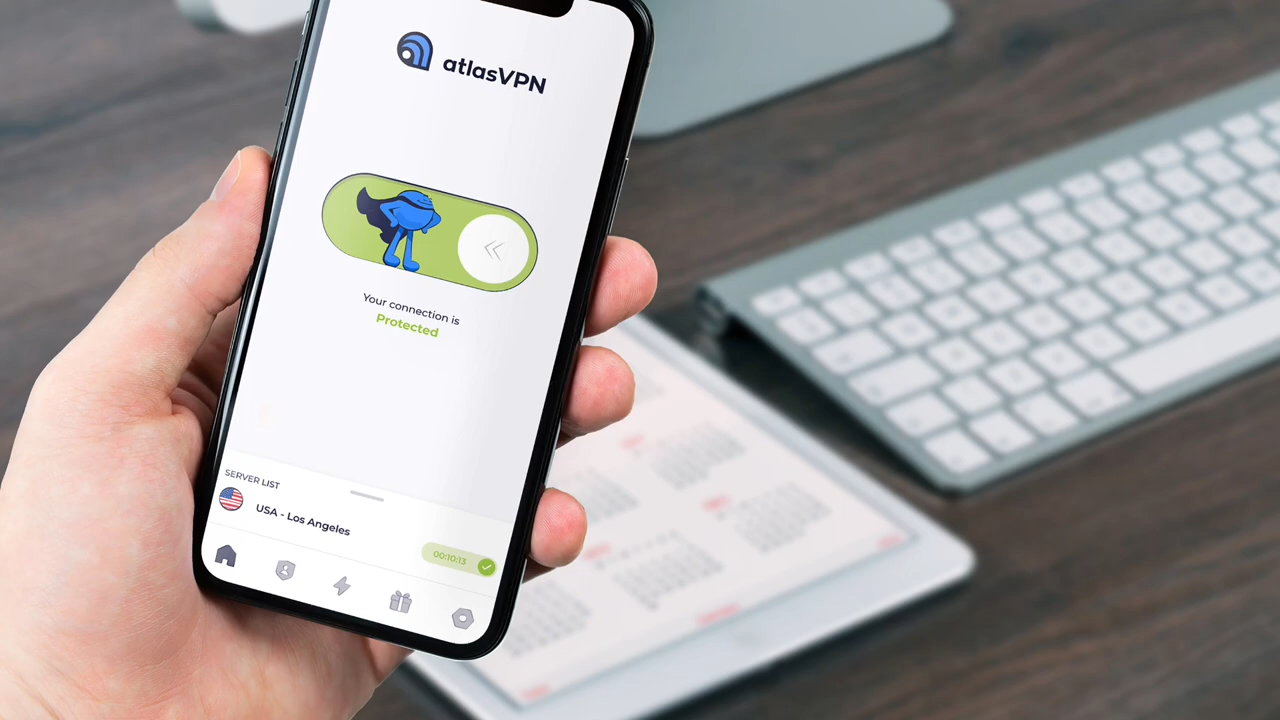 atlasVPN
Your connection is
Protected
SERVER LIST
USA - Los Angeles
00:10:13